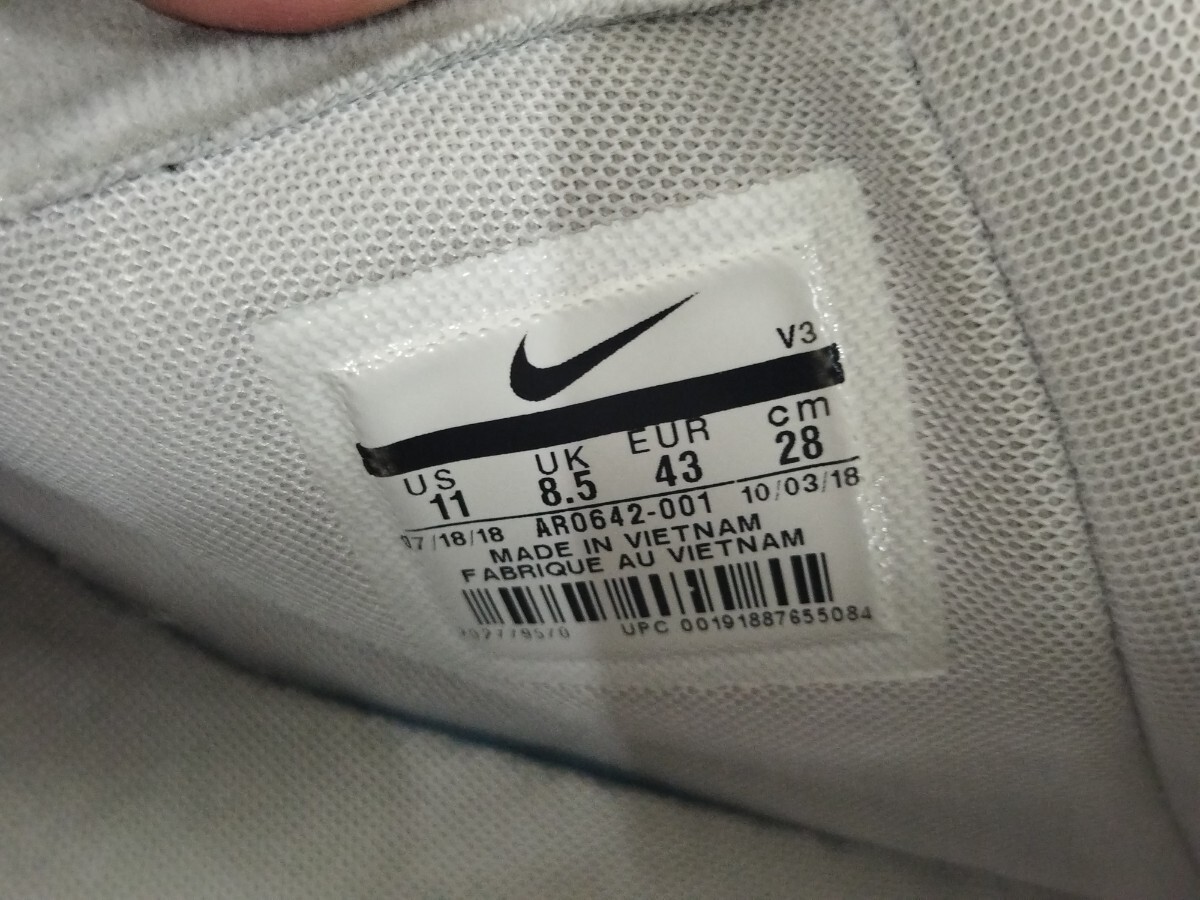 V3
US UK EUR cm
11 8.5 43 28
07/18/18 AR0642-001 10/03/18
MADE IN VIETNAM
FABRIQUE AU VIETNAM
UPC 00191887655084